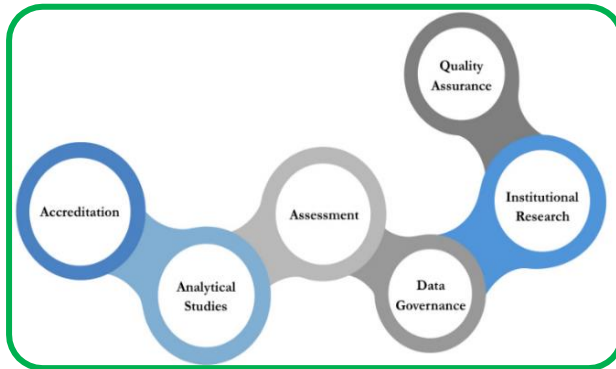 Quality
Assurance
Institutional
Research
Accreditation
Assessment
Analytical
Studies
Data
Governance